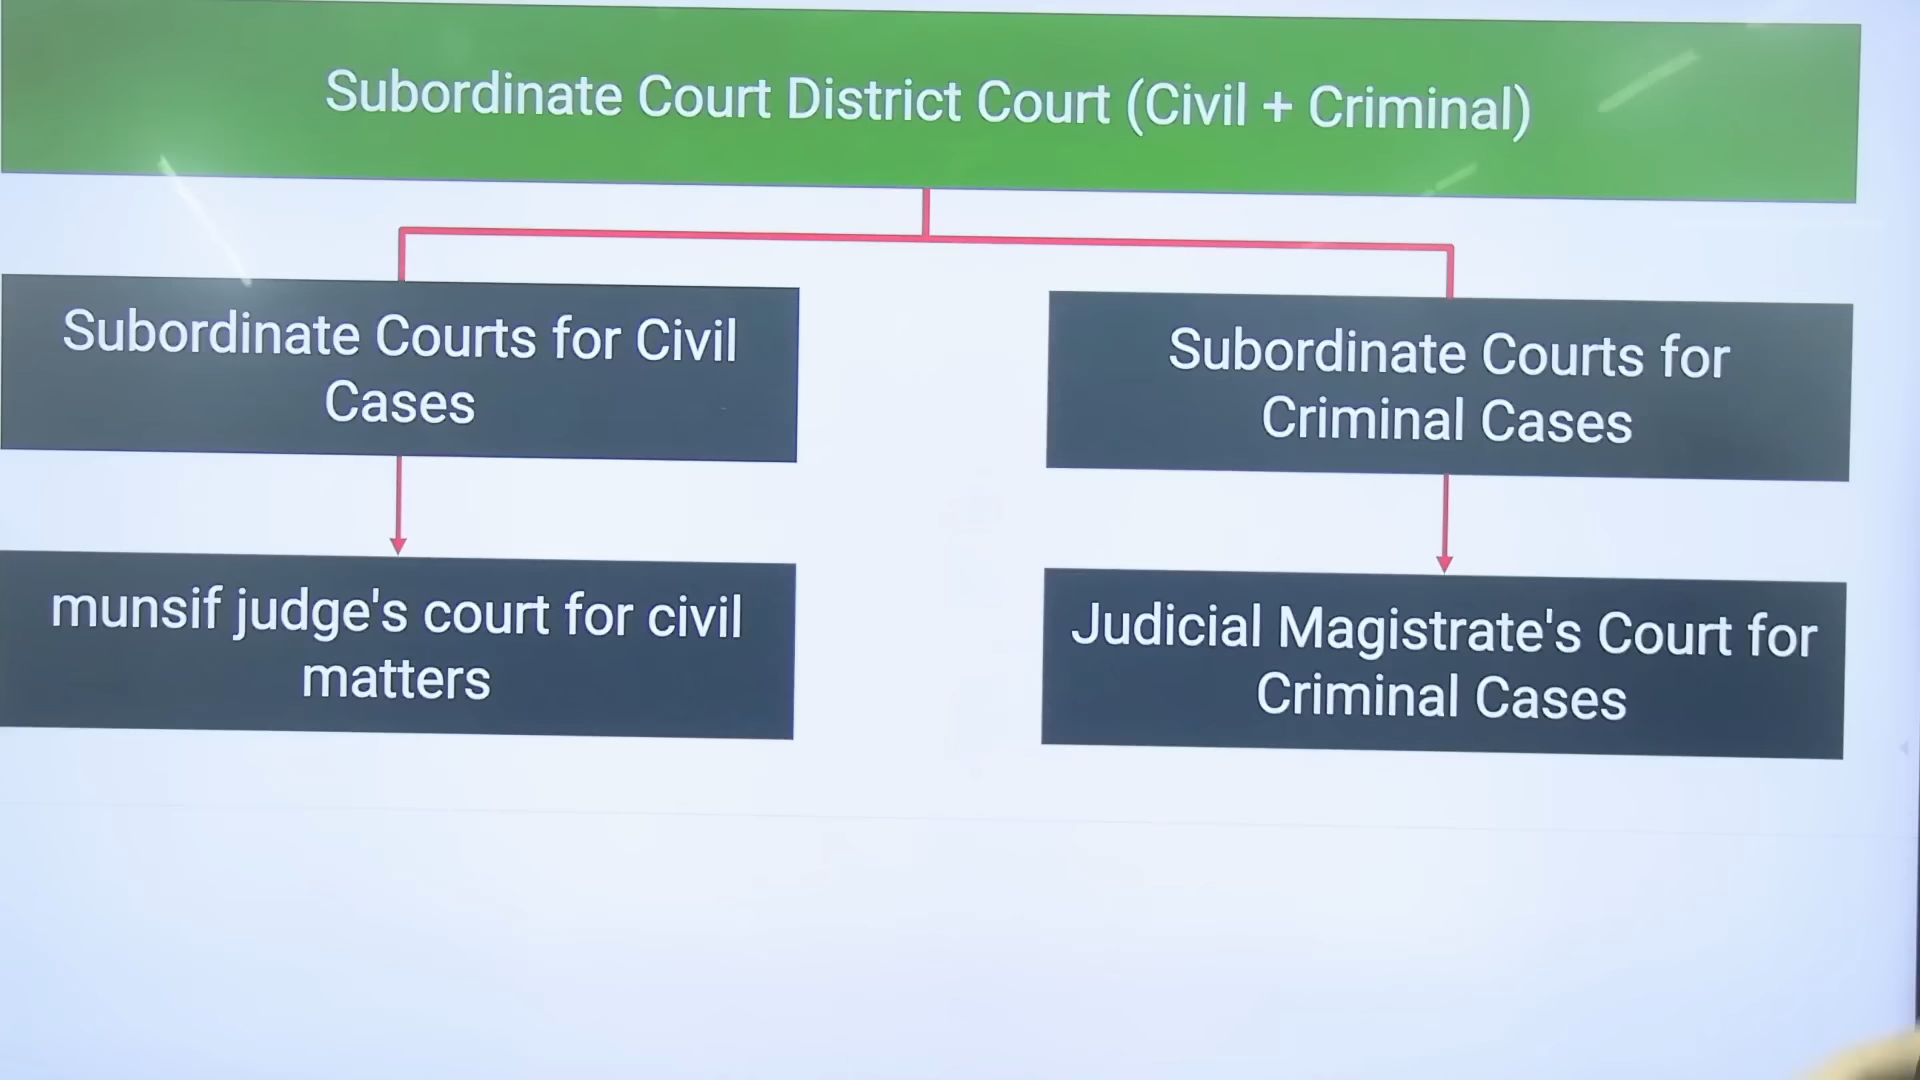 Subordinate Court District Court (Civil + Criminal)
Subordinate Courts for Civil
Cases
Subordinate Courts for
Criminal Cases
munsif judge's court for civil
matters
Judicial Magistrate's Court for
Criminal Cases